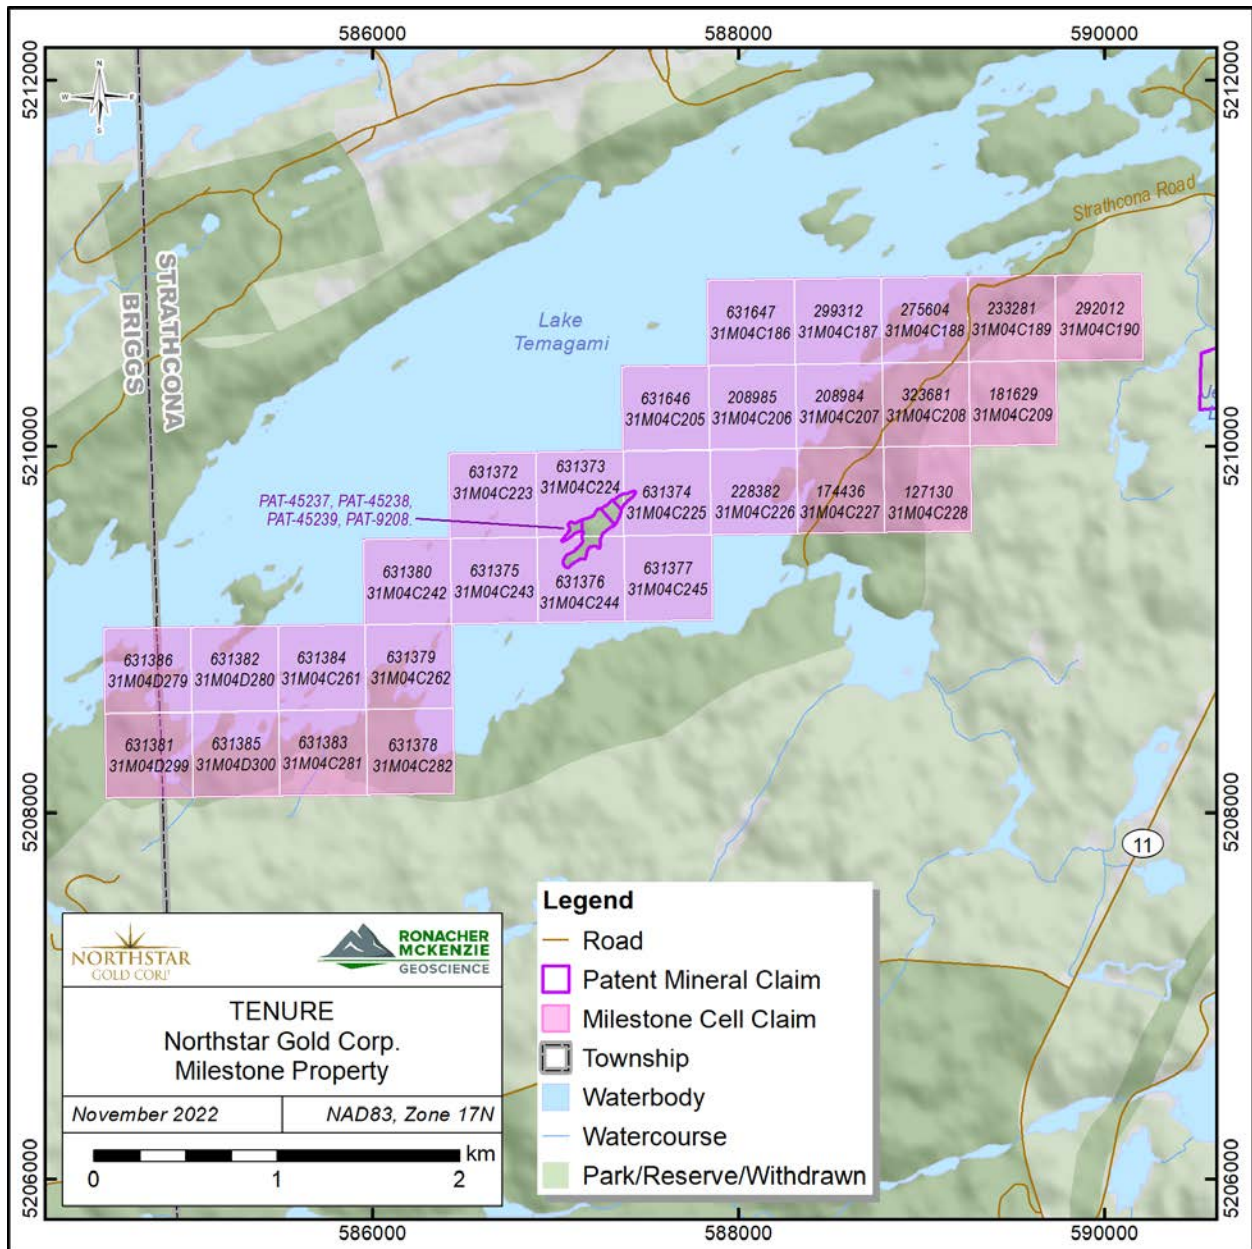 586000
588000
590000
5212000
5212000
N
W
E
S
Strathcona Road
STRATHCONA
BRIGGS
Lake
Temagami
631647
31M04C186
299312
31M04C187
275604
31M04C188
233281
31M04C189
292012
31M04C190
631646
31M04C205
208985
31M04C206
208984
31M04C207
323681
31M04C208
181629
31M04C209
5210000
5210000
631372
31M04C223
631373
31M04C224
631374
31M04C225
228382
31M04C226
174436
31M04C227
127130
31M04C228
PAT-45237, PAT-45238,
PAT-45239, PAT-9208.
631380
31M04C242
631375
31M04C243
631376
31M04C244
631377
31M04C245
631386
31M04D279
631382
31M04D280
631384
31M04C261
631379
31M04C262
631381
31M04D299
631385
31M04D300
631383
31M04C281
631378
31M04C282
5208000
5208000
11
NORTHSTAR
GOLD CORP
RONACHER
MCKENZIE
GEOSCIENCE
TENURE
Northstar Gold Corp.
Milestone Property
November 2022
NAD83, Zone 17N
km
0
1
2
Legend
Road
Patent Mineral Claim
Milestone Cell Claim
Township
Waterbody
Watercourse
Park/Reserve/Withdrawn
5206000
5206000
586000
588000
590000